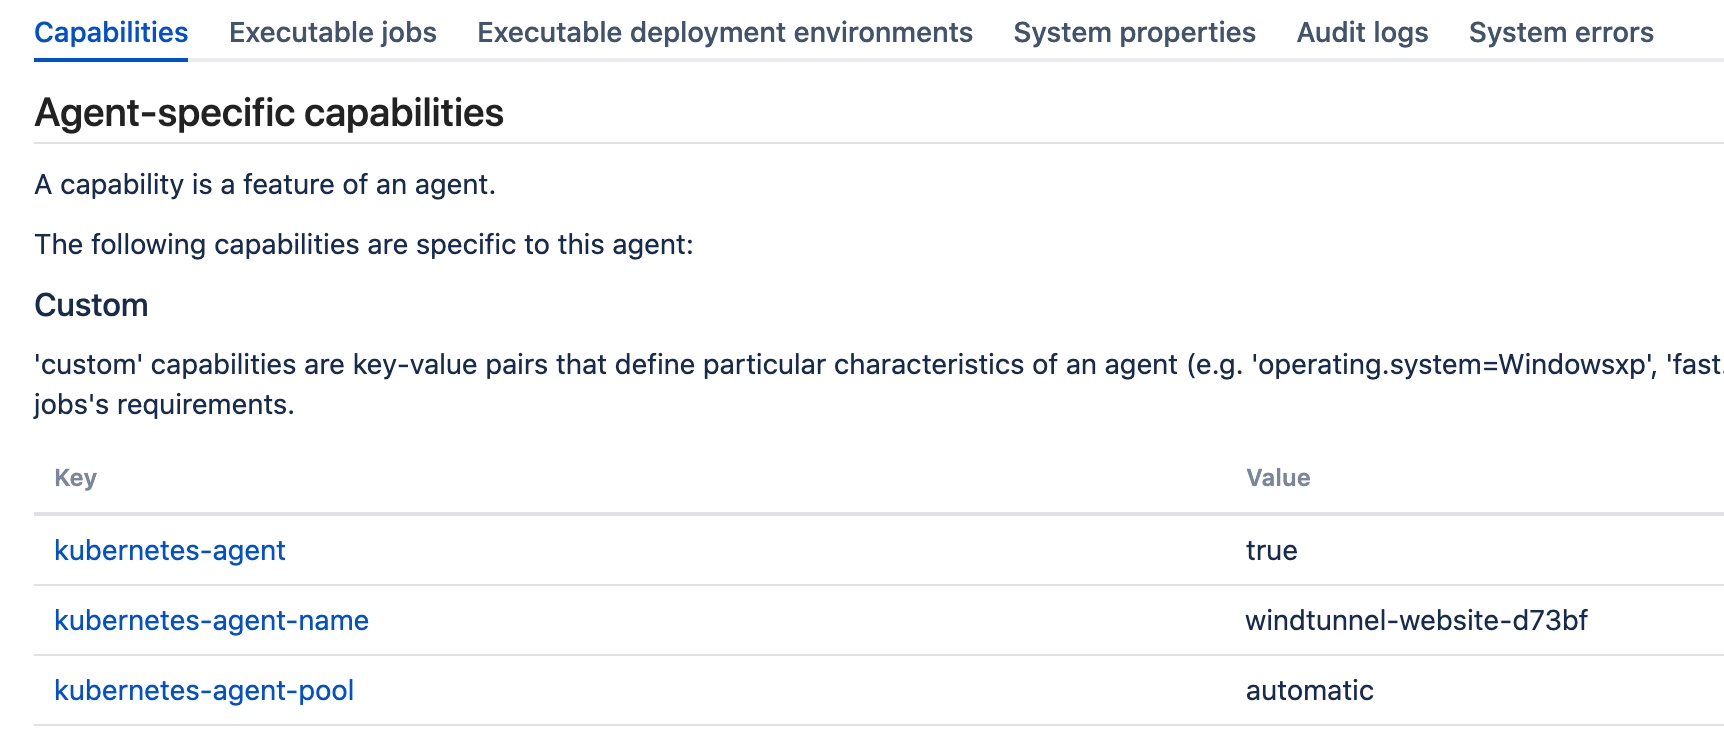 Capabilities Executable jobs Executable deployment environments System properties Audit logs System errors
Agent-specific capabilities
A capability is a feature of an agent.
The following capabilities are specific to this agent:
Custom
'custom' capabilities are key-value pairs that define particular characteristics of an agent (e.g. 'operating.system=Windowsxp', 'fast.
jobs's requirements.
Key Value
kubernetes-agent true
kubernetes-agent-name windtunnel-website-d73bf
kubernetes-agent-pool automatic